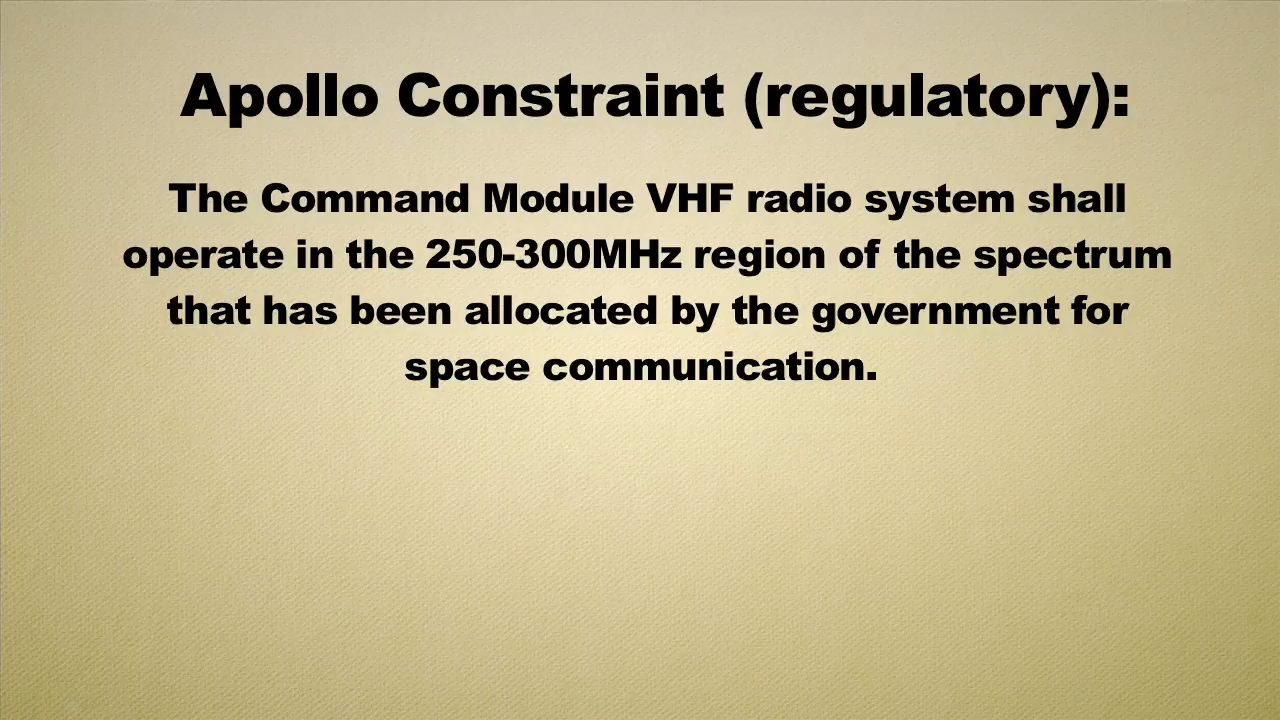 Apollo Constraint (regulatory):
The Command Module VHF radio system shall
operate in the 250-300MHz region of the spectrum
that has been allocated by the government for
space communication.